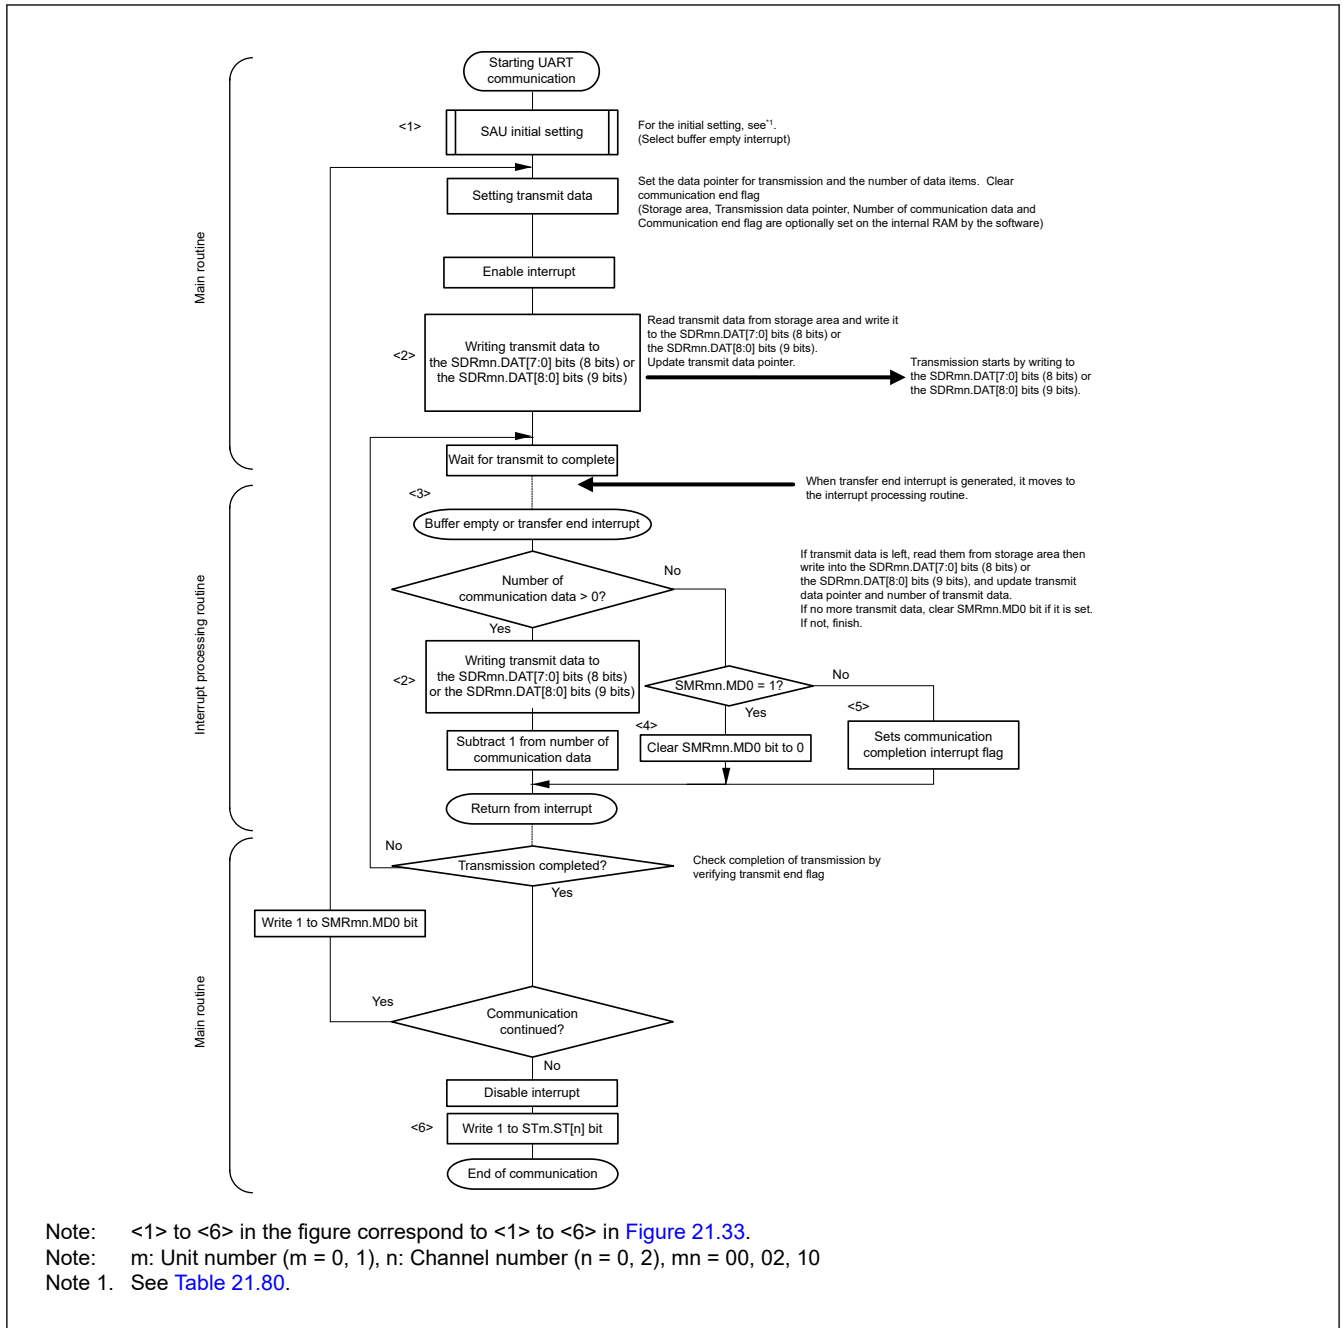 Starting UART
communication
<1>
SAU initial setting
For the initial setting, see*1.
(Select buffer empty interrupt)
Setting transmit data
Set the data pointer for transmission and the number of data items. Clear
communication end flag
(Storage area, Transmission data pointer, Number of communication data and
Communication end flag are optionally set on the internal RAM by the software)
Main routine
Enable interrupt
<2>
Writing transmit data to
the SDRmn.DAT[7:0] bits (8 bits) or
the SDRmn.DAT[8:0] bits (9 bits)
Read transmit data from storage area and write it
to the SDRmn.DAT[7:0] bits (8 bits) or
the SDRmn.DAT[8:0] bits (9 bits).
Update transmit data pointer.
Transmission starts by writing to
the SDRmn.DAT[7:0] bits (8 bits) or
the SDRmn.DAT[8:0] bits (9 bits).
Wait for transmit to complete
<3>
When transfer end interrupt is generated, it moves to
the interrupt processing routine.
Buffer empty or transfer end interrupt
Interrupt processing routine
Number of
communication data > 0?
No
Yes
If transmit data is left, read them from storage area then
write into the SDRmn.DAT[7:0] bits (8 bits) or
the SDRmn.DAT[8:0] bits (9 bits), and update transmit
data pointer and number of transmit data.
If no more transmit data, clear SMRmn.MD0 bit if it is set.
If not, finish.
<2>
Writing transmit data to
the SDRmn.DAT[7:0] bits (8 bits)
or the SDRmn.DAT[8:0] bits (9 bits)
SMRmn.MD0 = 1?
No
Yes
<4>
<5>
Subtract 1 from number of
communication data
Clear SMRmn.MD0 bit to 0
Sets communication
completion interrupt flag
Return from interrupt
No
Transmission completed?
Yes
Check completion of transmission by
verifying transmit end flag
Write 1 to SMRmn.MD0 bit
Main routine
Yes
Communication
continued?
No
Disable interrupt
<6>
Write 1 to STm.ST[n] bit
End of communication
Note: <1> to <6> in the figure correspond to <1> to <6> in Figure 21.33.
Note: m: Unit number (m = 0, 1), n: Channel number (n = 0, 2), mn = 00, 02, 10
Note 1. See Table 21.80.